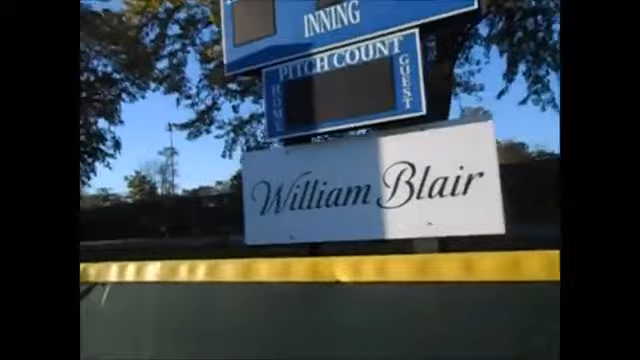 INNING
PITCH COUNT
HOME
GUEST
William Blair